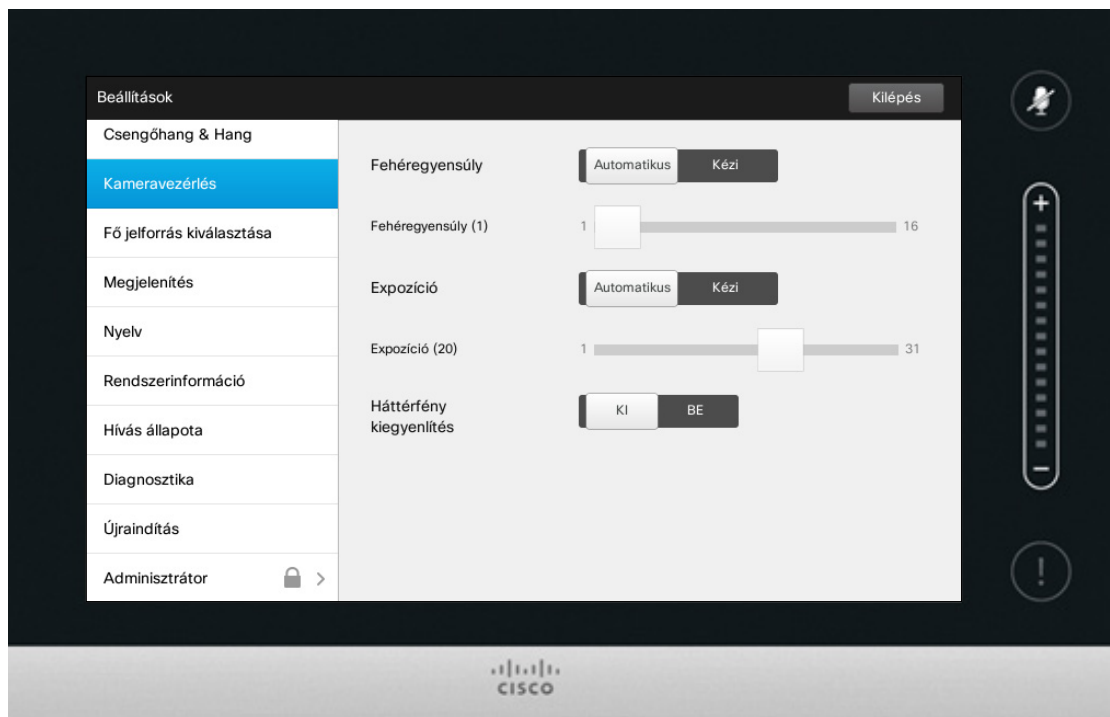 Beállítások
Kilépés
Csengőhang & Hang
Kameravezérlés
Fő jelforrás kiválasztása
Megjelenítés
Nyelv
Rendszerinformáció
Hívás állapota
Diagnosztika
Újraindítás
Adminisztrátor
Fehéregyensúly
Automatikus
Kézi
Fehéregyensúly (1)
1
16
Expozíció
Automatikus
Kézi
Expozíció (20)
1
31
Háttérfény
kiegyenlítés
KI
BE
+
−
!
CISCO